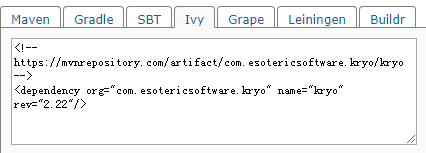 Maven Gradle SBT Ivy Grape Leiningen Buildr
<!--
https://mvnrepository.com/artifact/com.esotericsoftware.kryo/kryo
-->
<dependency org="com.esotericsoftware.kryo" name="kryo"
rev="2.22"/>